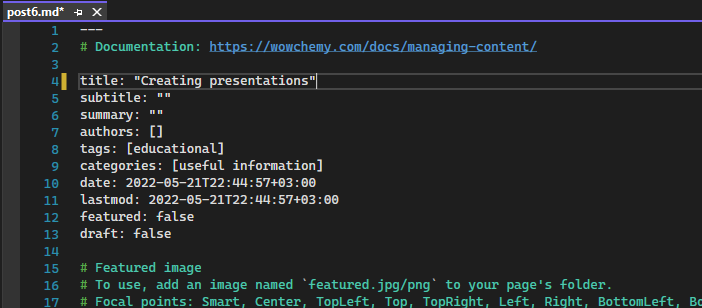 post6.md*
1 ---
2 # Documentation: https://wowchemy.com/docs/managing-content/
3
4 title: "Creating presentations"
5 subtitle: ""
6 summary: ""
7 authors: []
8 tags: [educational]
9 categories: [useful information]
10 date: 2022-05-21T22:44:57+03:00
11 lastmod: 2022-05-21T22:44:57+03:00
12 featured: false
13 draft: false
14
15 # Featured image
16 # To use, add an image named `featured.jpg/png` to your page's folder.
17 # Focal points: Smart, Center, TopLeft, Top, TopRight, Left, Right, BottomLeft, Bo